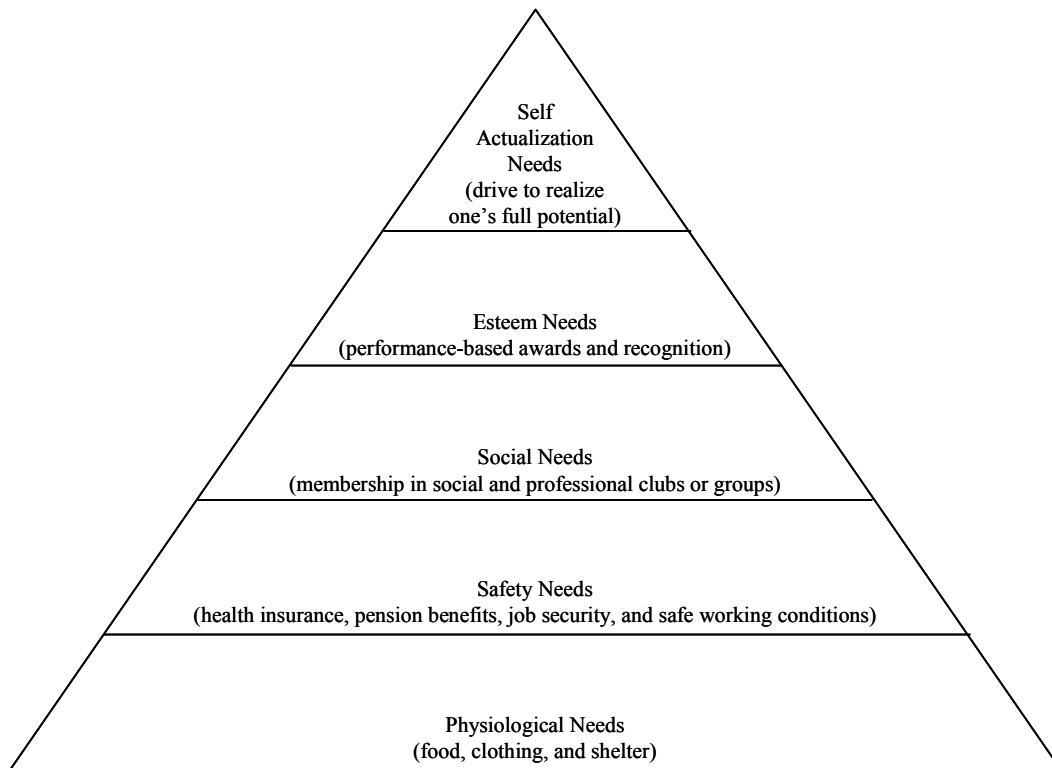 Self
Actualization
Needs
(drive to realize
one’s full potential)
Esteem Needs
(performance-based awards and recognition)
Social Needs
(membership in social and professional clubs or groups)
Safety Needs
(health insurance, pension benefits, job security, and safe working conditions)
Physiological Needs
(food, clothing, and shelter)